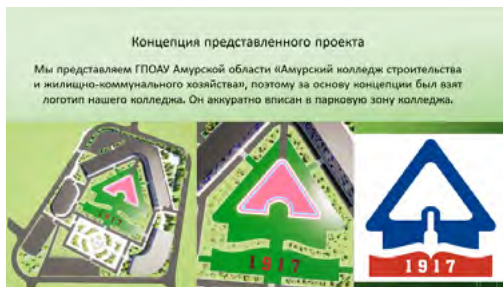 Концепция представленного проекта
Мы представляем ГПОАУ Амурской области «Амурский колледж строительства
и жилищно-коммунального хозяйства», поэтому за основу концепции был взят
логотип нашего колледжа. Он аккуратно вписан в парковую зону колледжа.
1917
1917
1917